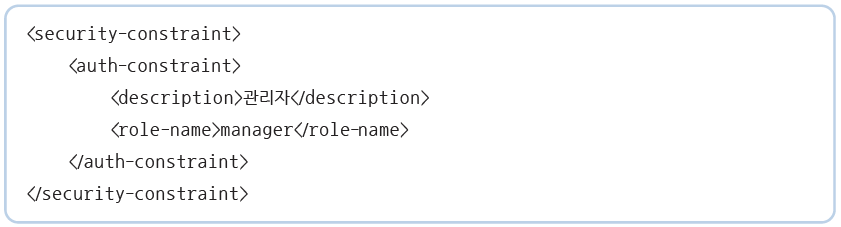 <security-constraint>
<auth-constraint>
<description>관리자</description>
<role-name>manager</role-name>
</auth-constraint>
</security-constraint>